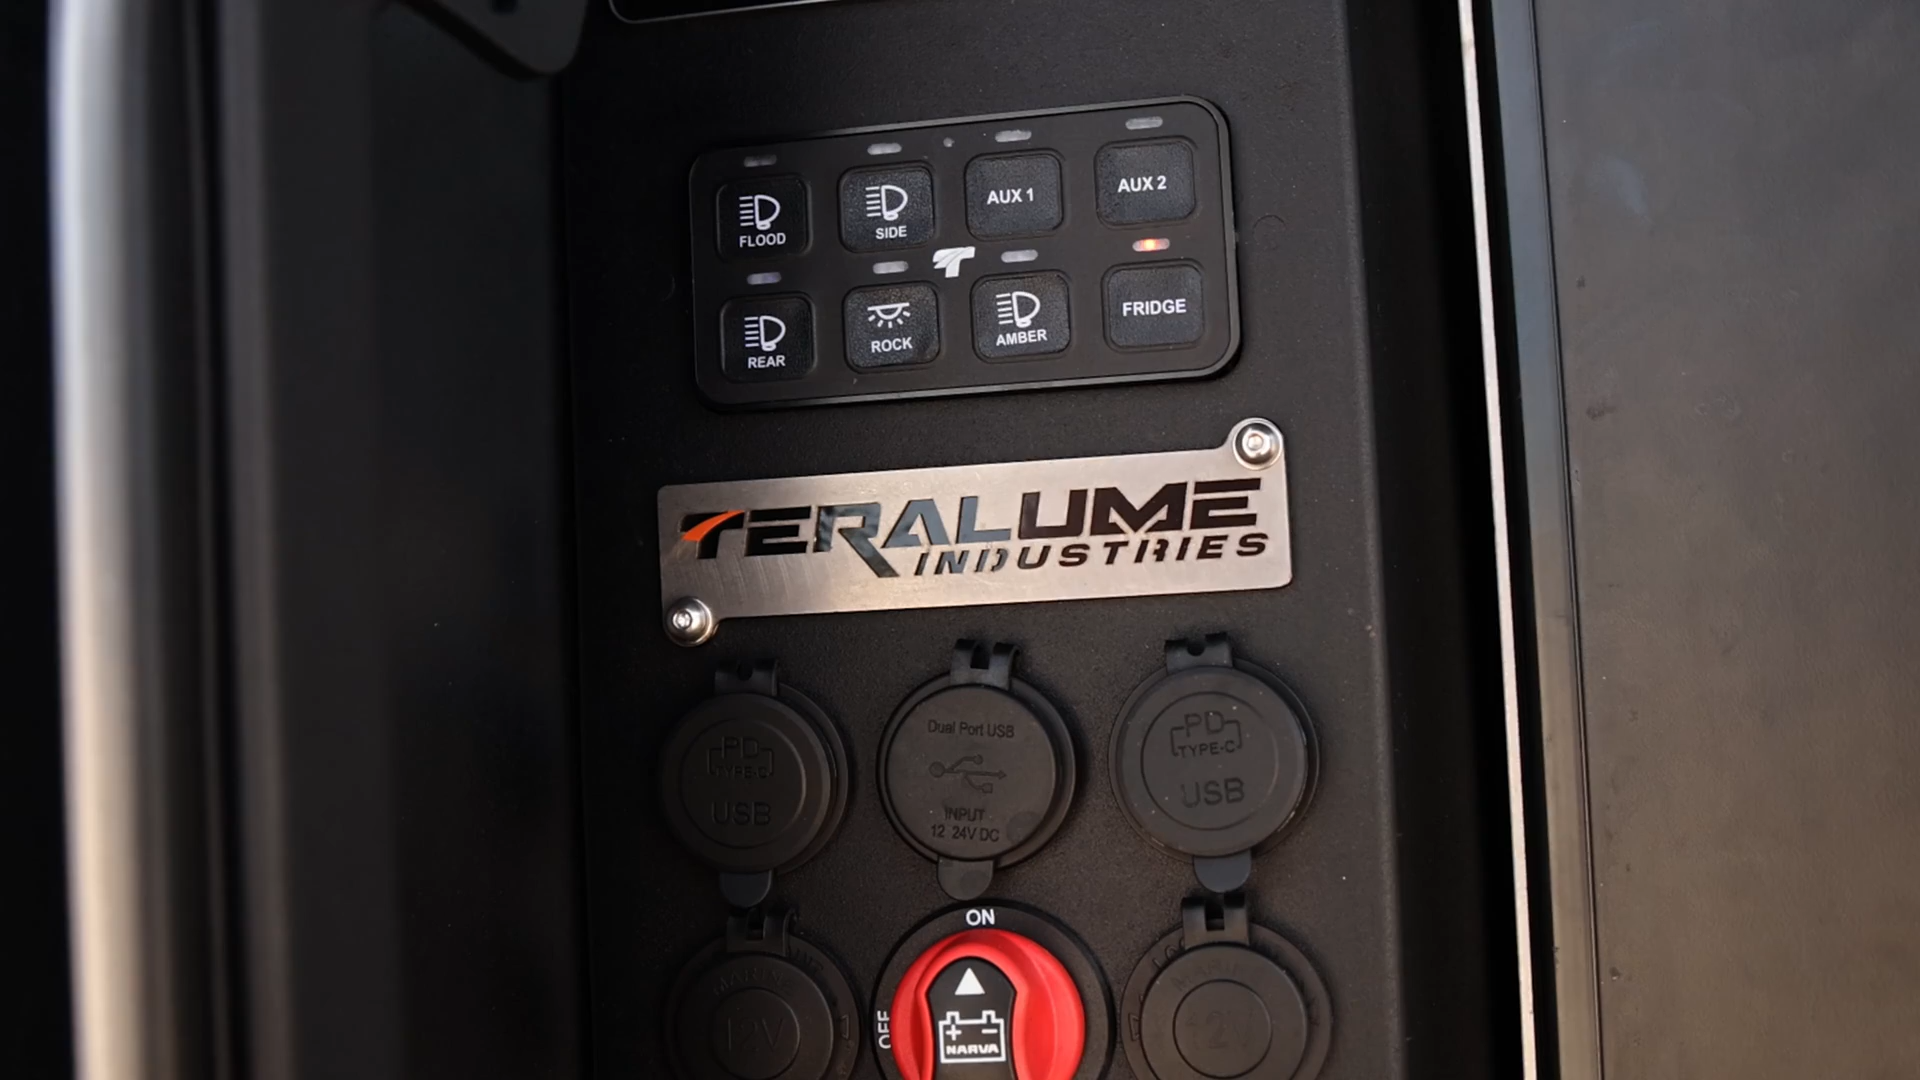 FLOOD
SIDE
AUX 1
AUX 2
REAR
ROCK
AMBER
FRIDGE
TERALUME
INDUSTRIES
PD
TYPE-C
USB
Dual Port USB
INPUT
12 24V DC
PD
TYPE-C
USB
ON
OFF
12V
NARVA